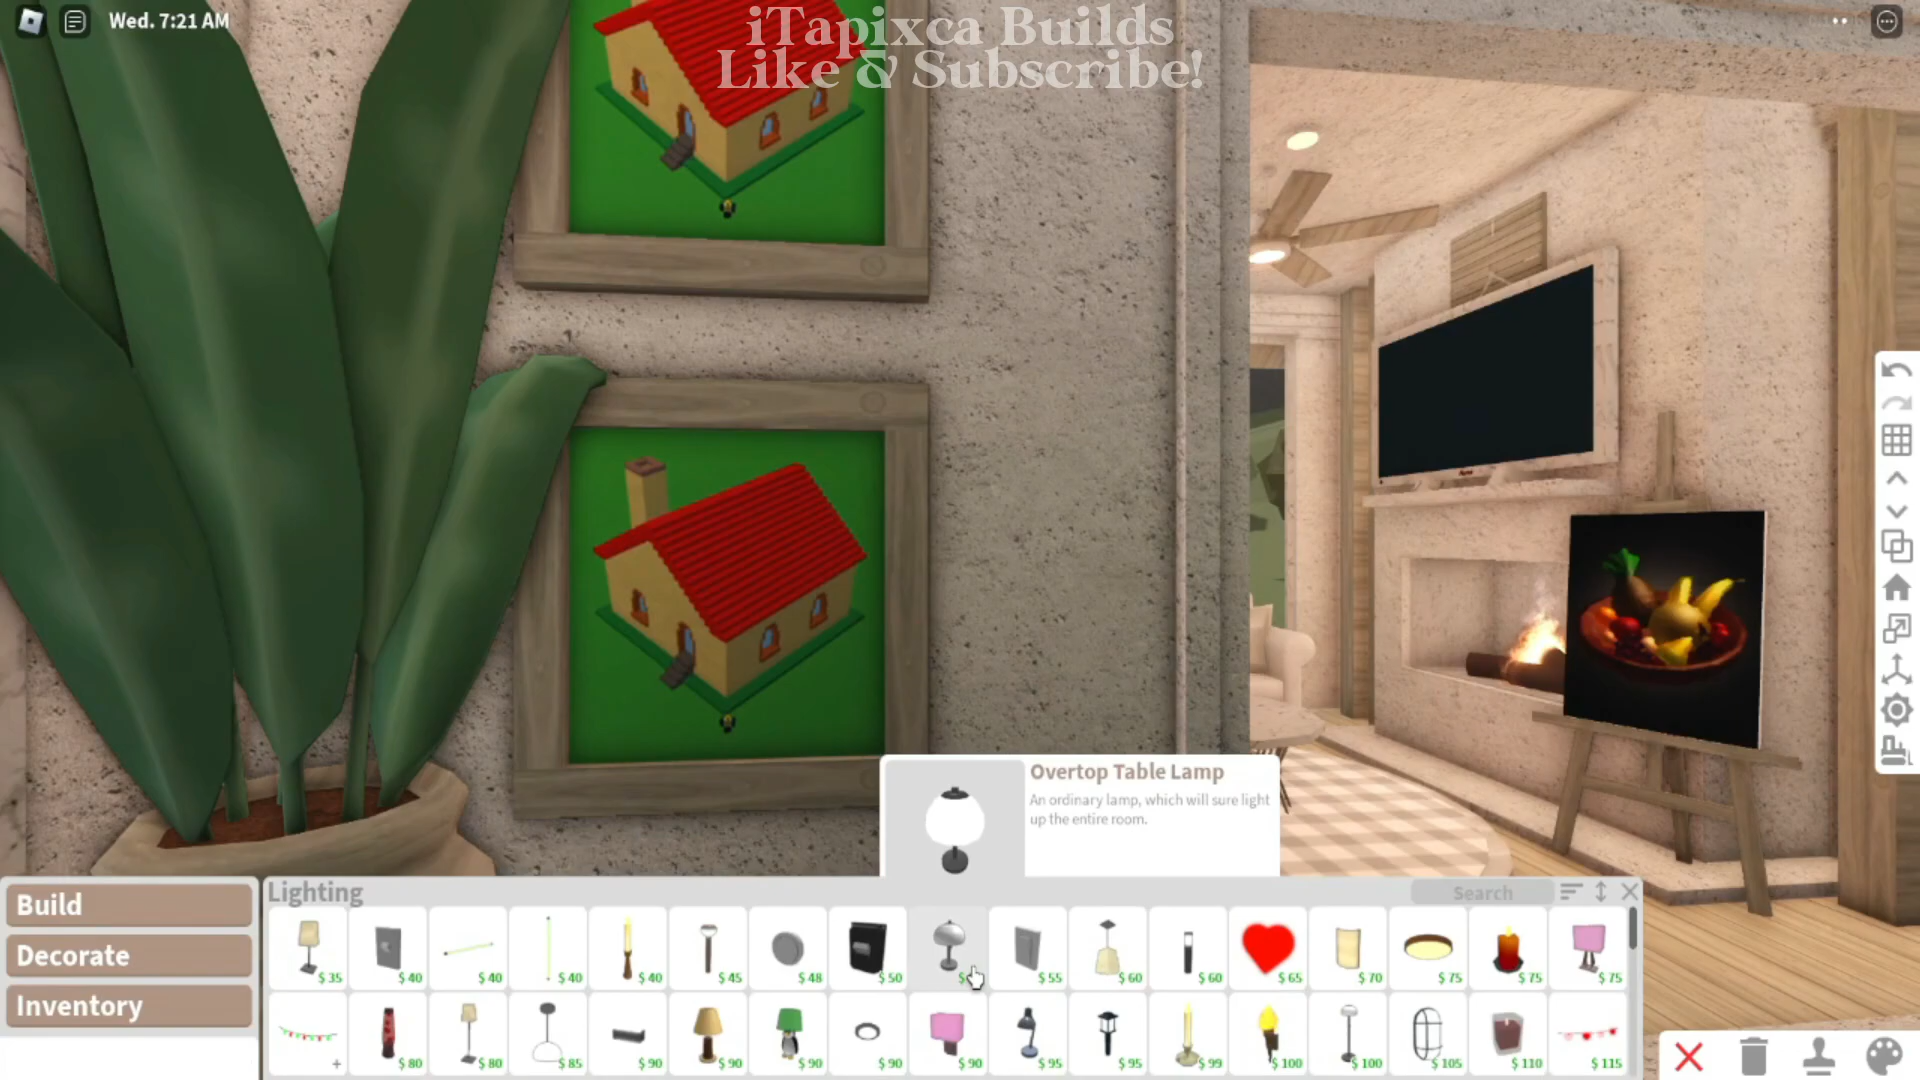 Wed. 7:21 AM
iTapixca Builds
Like & Subscribe!
Overtop Table Lamp
An ordinary lamp, which will sure light
up the entire room.
Build
Decorate
Inventory
Lighting
Search
$ 35 $ 40 $ 40 $ 40 $ 40 $ 45 $ 48 $ 50 $ $ 55 $ 60 $ 60 $ 65 $ 70 $ 75 $ 75 $ 75
+ $ 80 $ 80 $ 85 $ 90 $ 90 $ 90 $ 90 $ 90 $ 95 $ 95 $ 99 $ 100 $ 100 $ 105 $ 110 $ 115